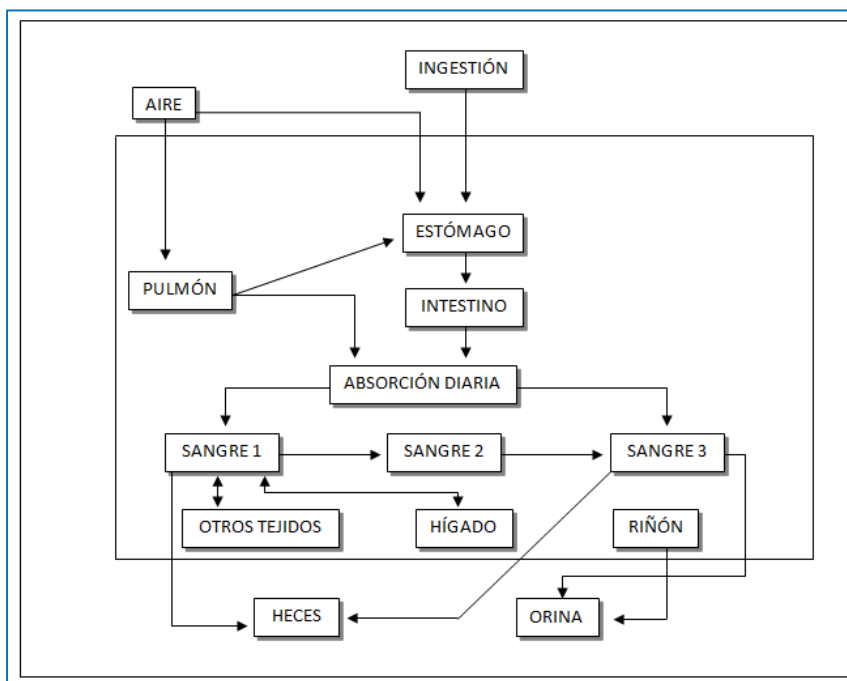 INGESTIÓN
AIRE
ESTÓMAGO
PULMÓN
INTESTINO
ABSORCIÓN DIARIA
SANGRE 1
SANGRE 2
SANGRE 3
OTROS TEJIDOS
HÍGADO
RIÑÓN
HECES
ORINA